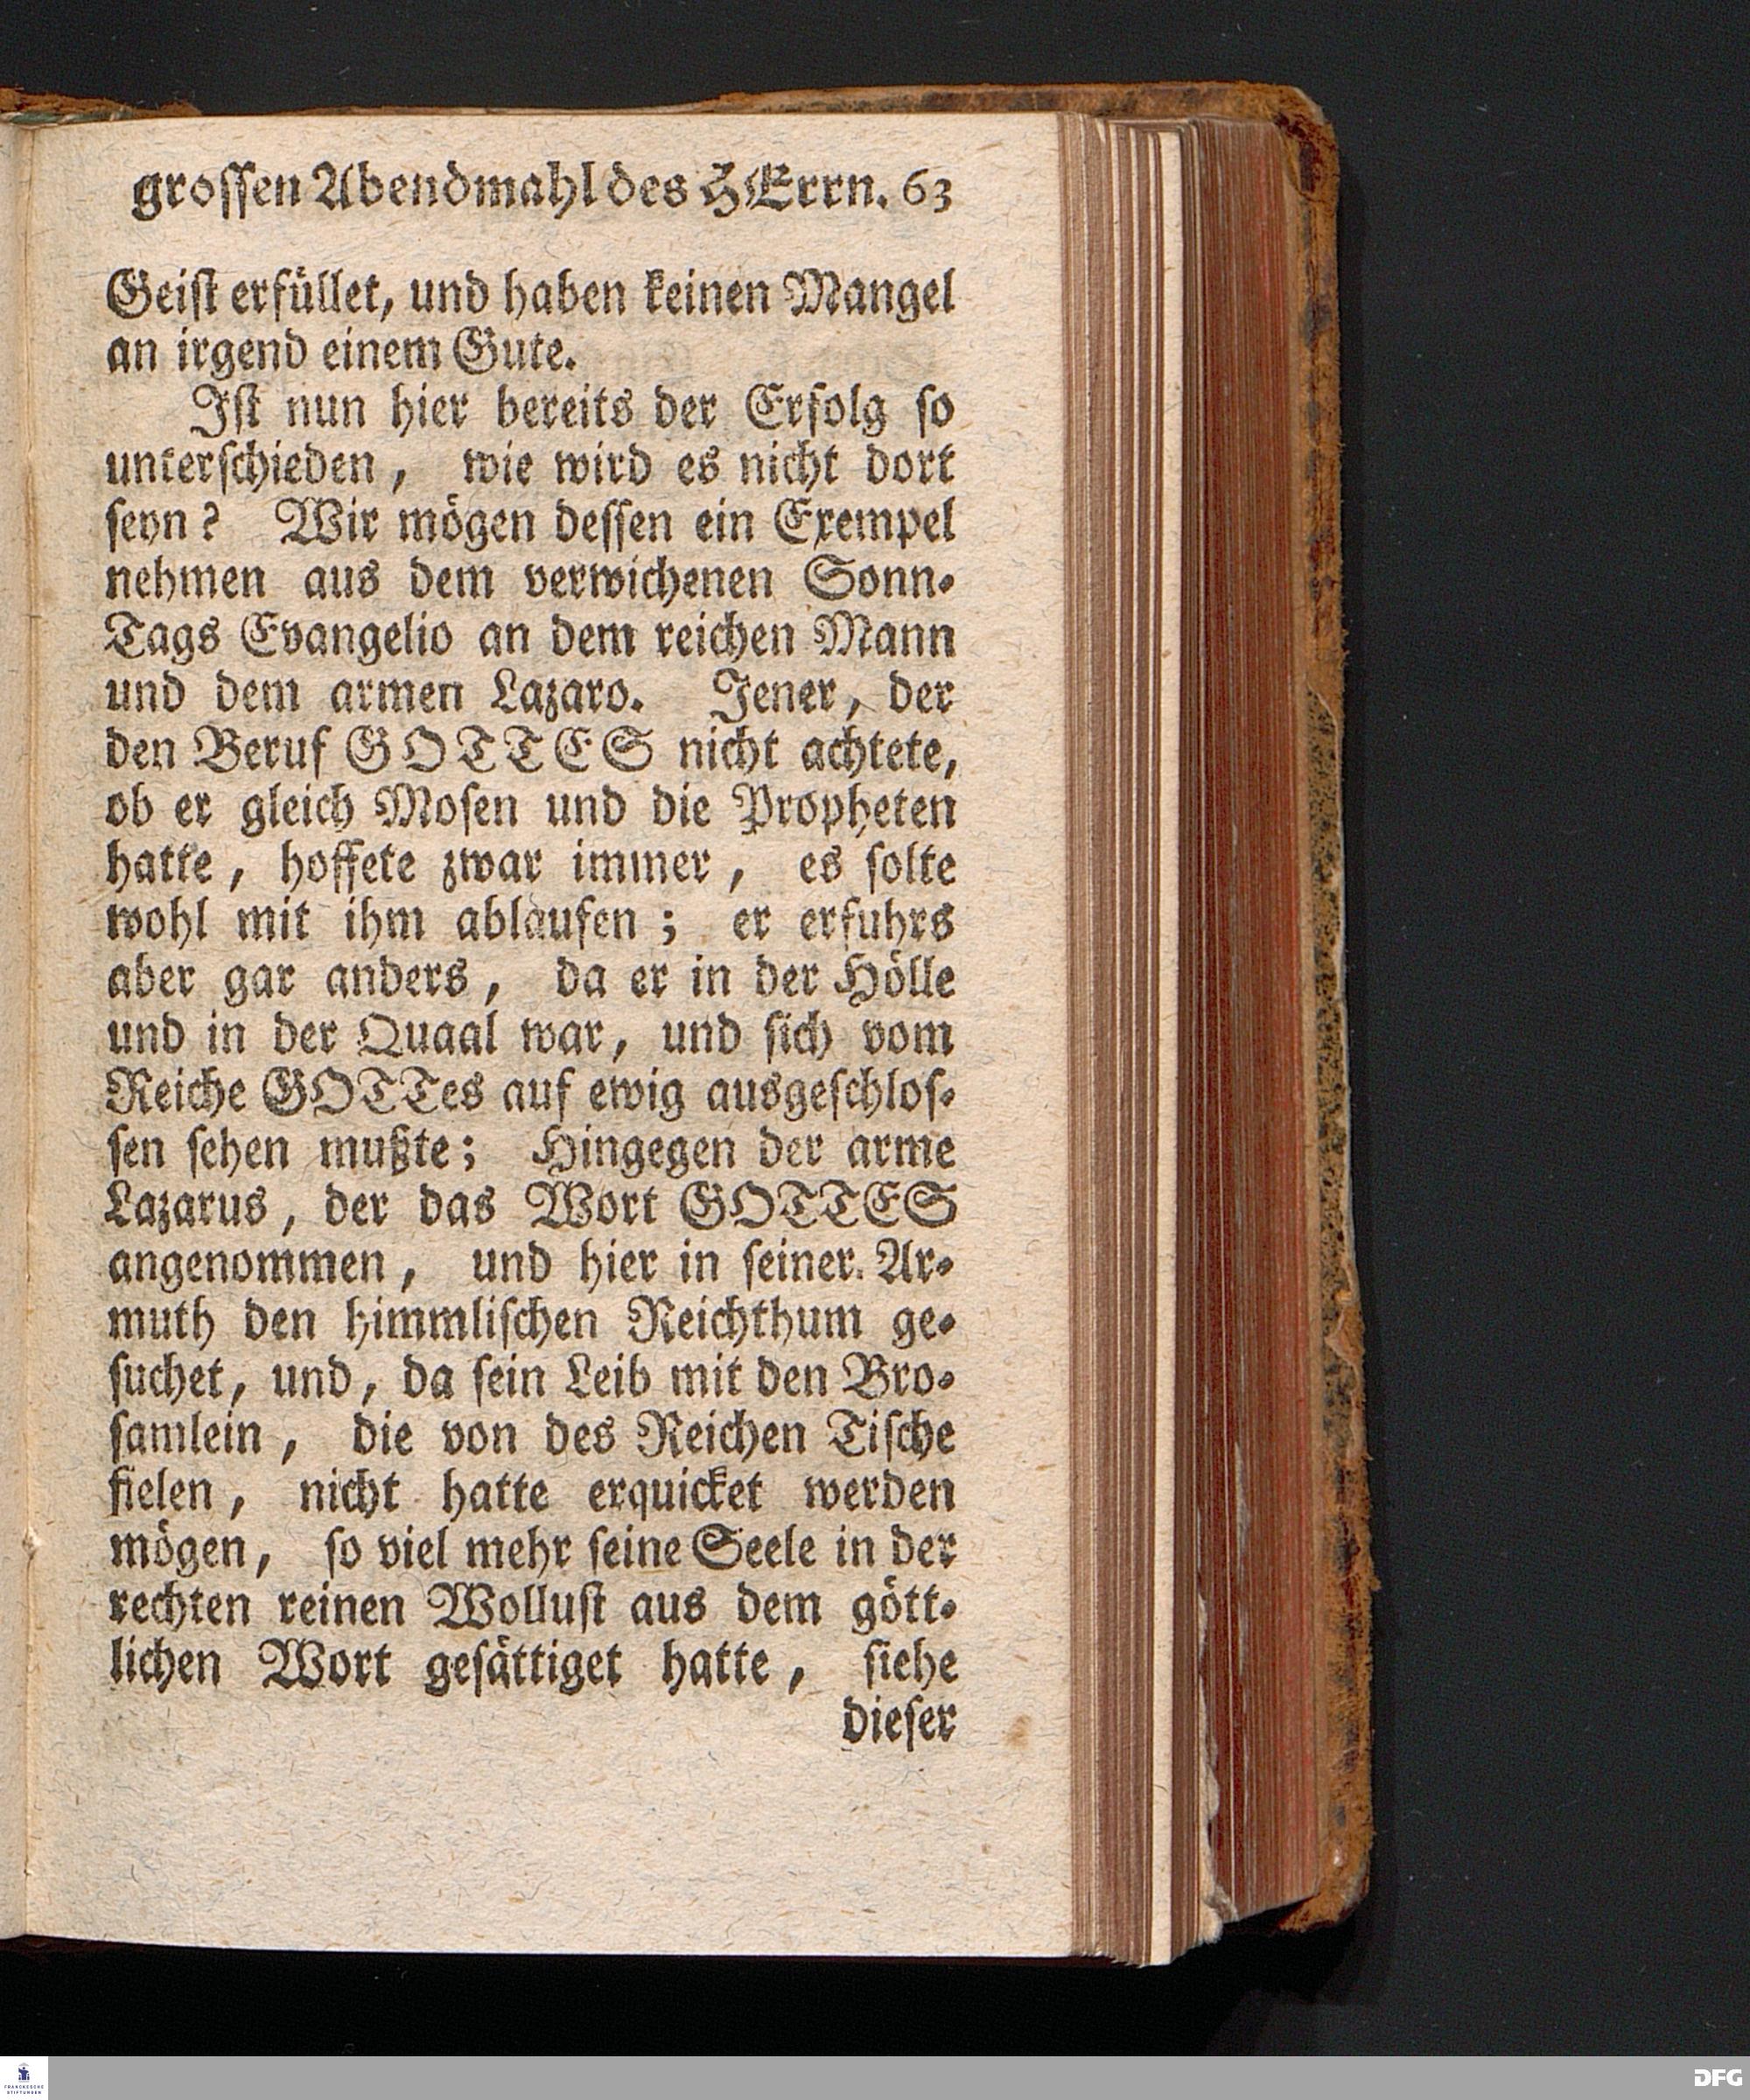 grossen Abendmahl des HErrn. 63
Geist erfüllet, und haben keinen Mangel
an irgend einem Gute.
Ist nun hier bereits der Erfolg so
unterschieden, wie wird es nicht dort
seyn? Wir mögen dessen ein Exempel
nehmen aus dem verwichenen Sonn-
Tags Evangelio an dem reichen Mann
und dem armen Lazaro. Jener, der
den Beruf GOTTES nicht achtete,
ob er gleich Mosen und die Propheten
hatte, hoffete zwar immer, es solte
wohl mit ihm ablaufen; er erfuhrs
aber gar anders, da er in der Hölle
und in der Quaal war, und sich vom
Reiche GOTTes auf ewig ausgeschlos-
sen sehen mußte; Hingegen der arme
Lazarus, der das Wort GOTTES
angenommen, und hier in seiner Ar-
muth den himmlischen Reichthum ge-
suchet, und, da sein Leib mit den Bro-
samlein, die von des Reichen Tische
fielen, nicht hatte erquicket werden
mögen, so viel mehr seine Seele in der
rechten reinen Wollust aus dem gött-
lichen Wort gesättiget hatte, siehe
dieser
FRANCKESCHE
STIFTUNGEN
DFG